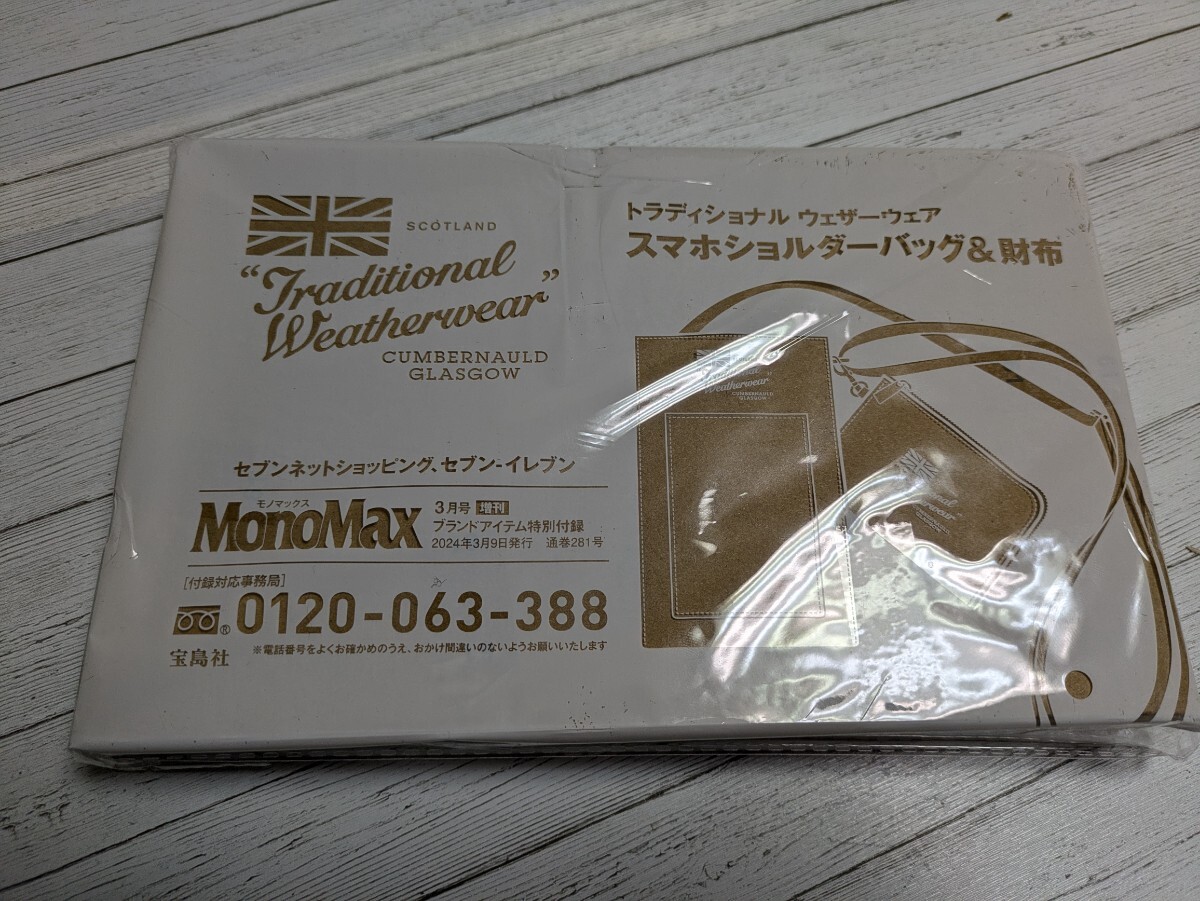 SCOTLAND
“Traditional
Weatherwear”
CUMBERNAULD
GLASGOW
セブンネットショッピング、セブン-イレブン
モノマックス
MonoMax
3月号 増刊
ブランドアイテム特別付録
2024年3月9日発行 通巻281号
[付録対応事務局]
® 0120-063-388
宝島社
※電話番号をよくお確かめのうえ、おかけ間違いのないようお願いいたします
トラディショナル ウェザーウェア
スマホショルダーバッグ&財布
Traditional
Weatherwear
CUMBERNAULD
GLASGOW